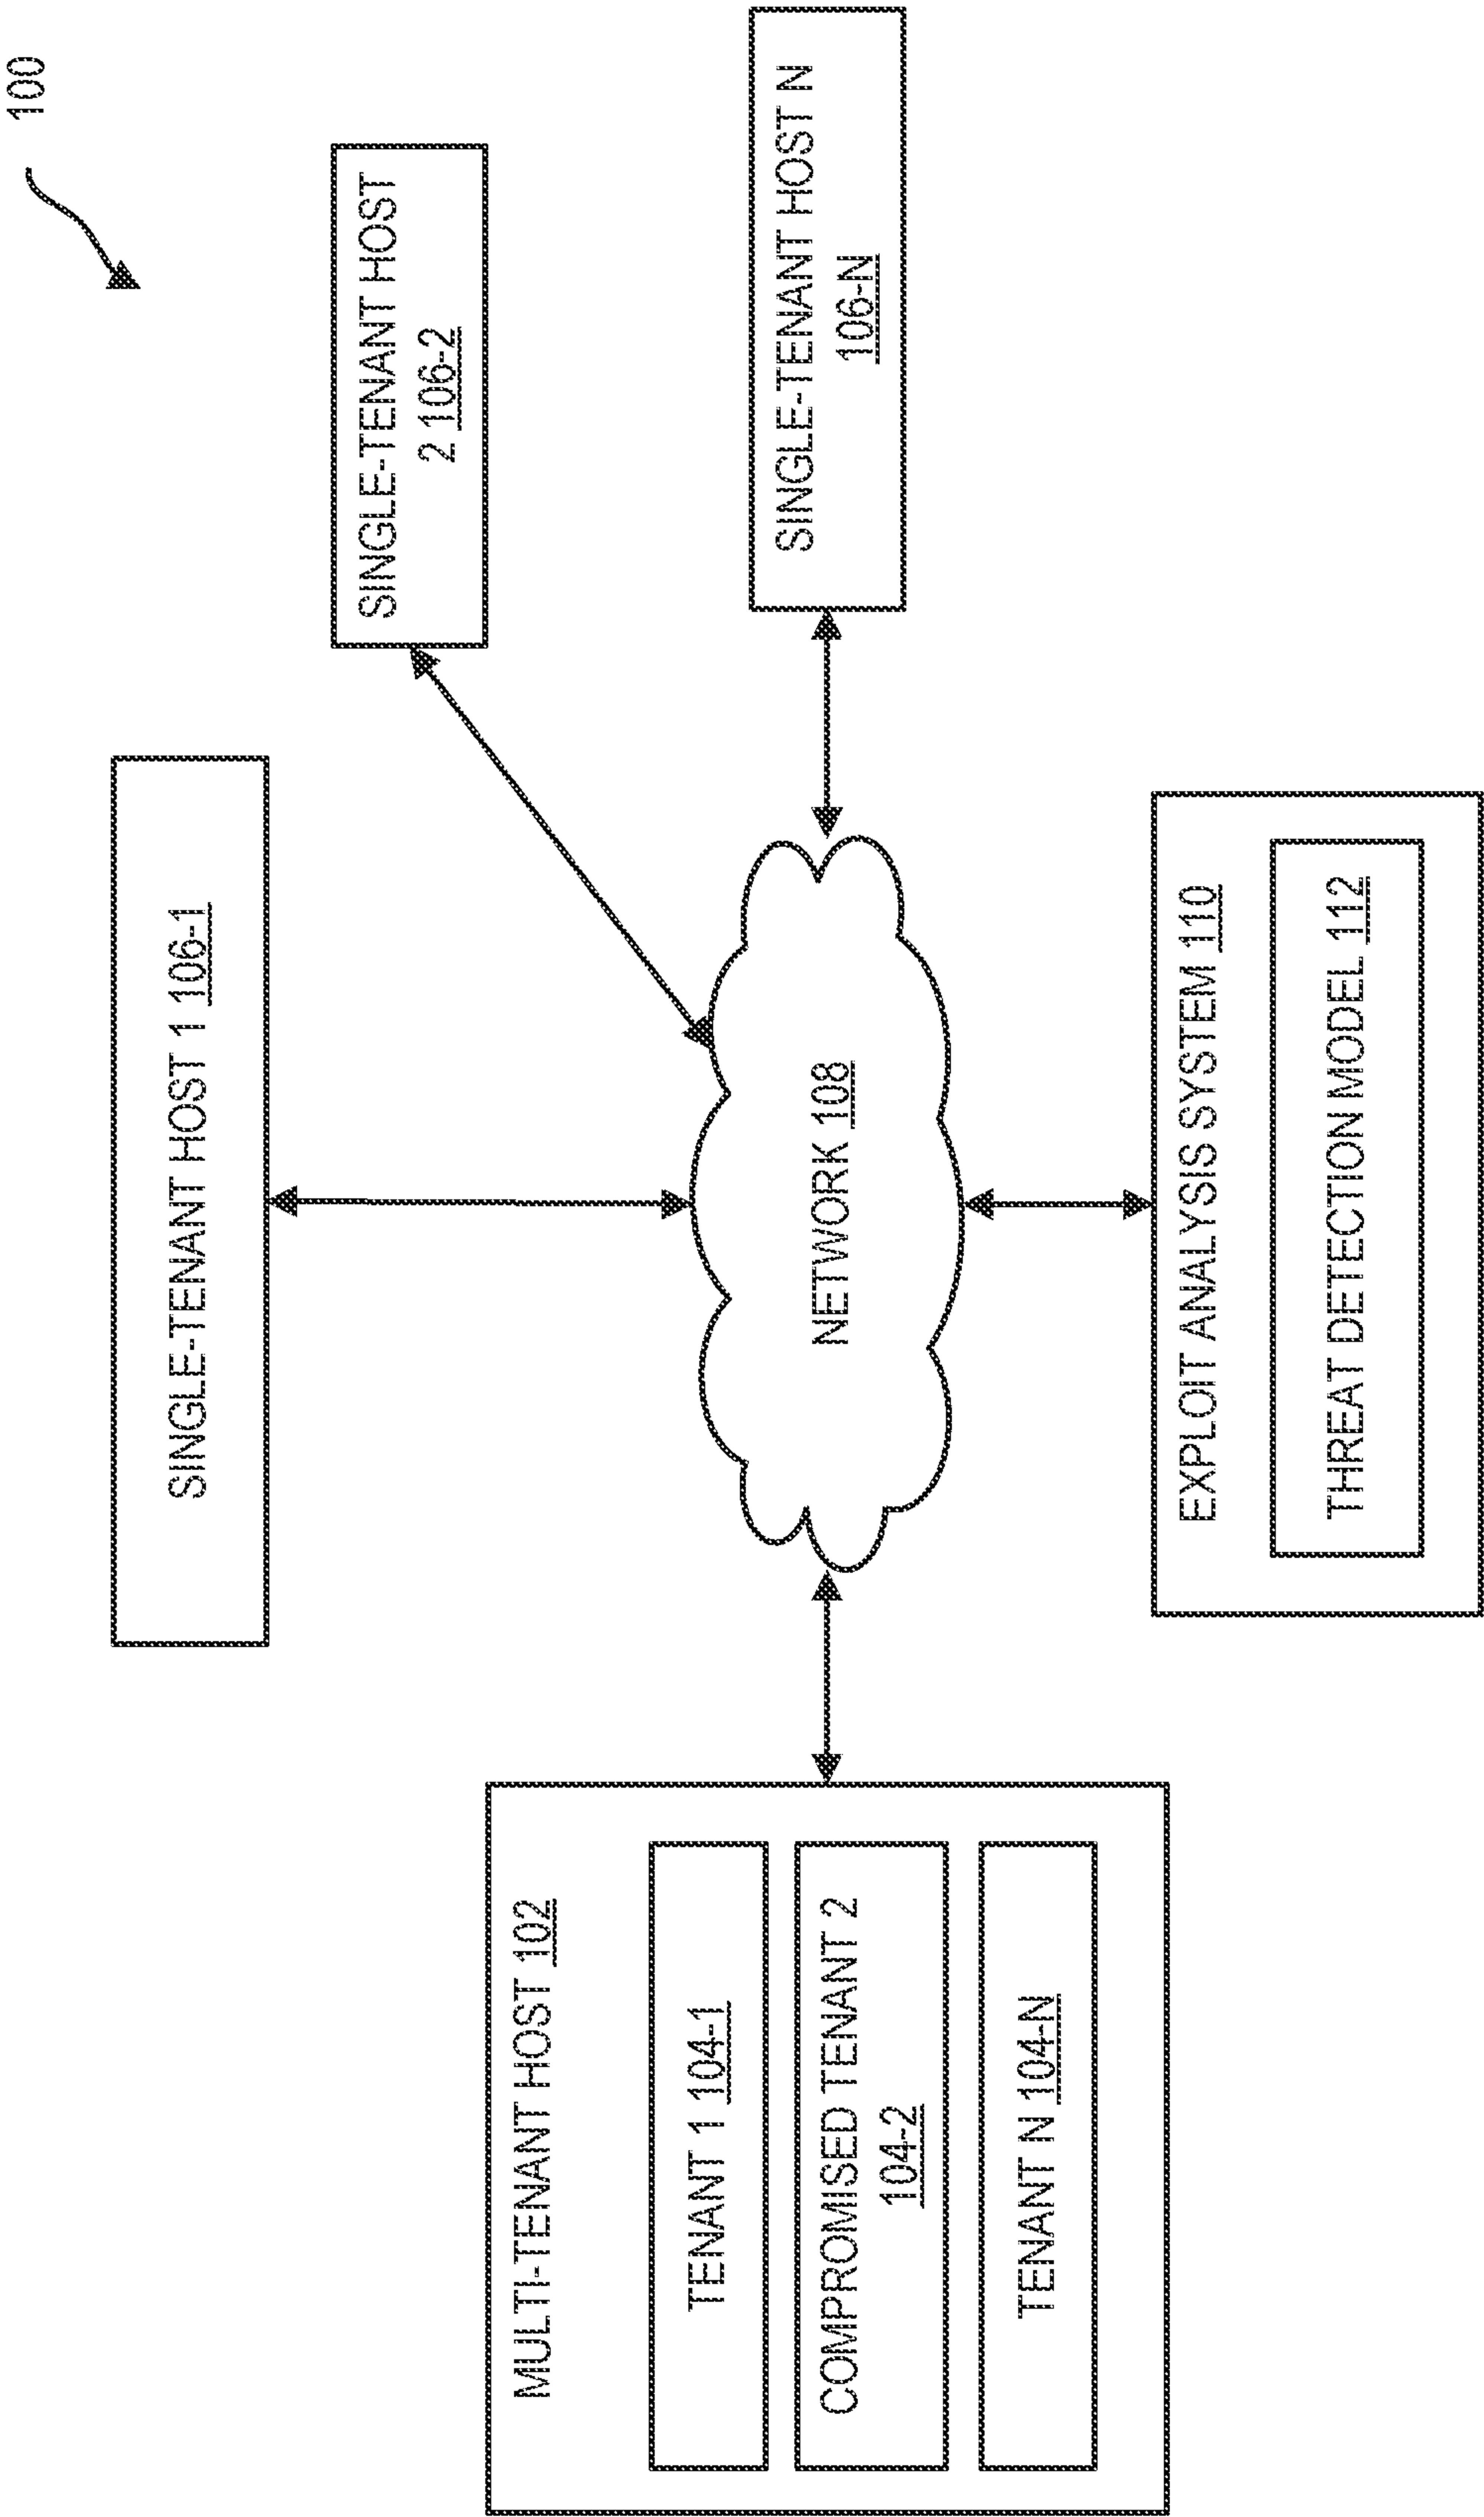 100
SINGLE-TENANT HOST 1 106-1
SINGLE-TENANT HOST
2 106-2
SINGLE-TENANT HOST N
106-N
MULTI-TENANT HOST 102
TENANT 1 104-1
COMPROMISED TENANT 2
104-2
TENANT N 104-N
NETWORK 108
EXPLOIT ANALYSIS SYSTEM 110
THREAT DETECTION MODEL 112